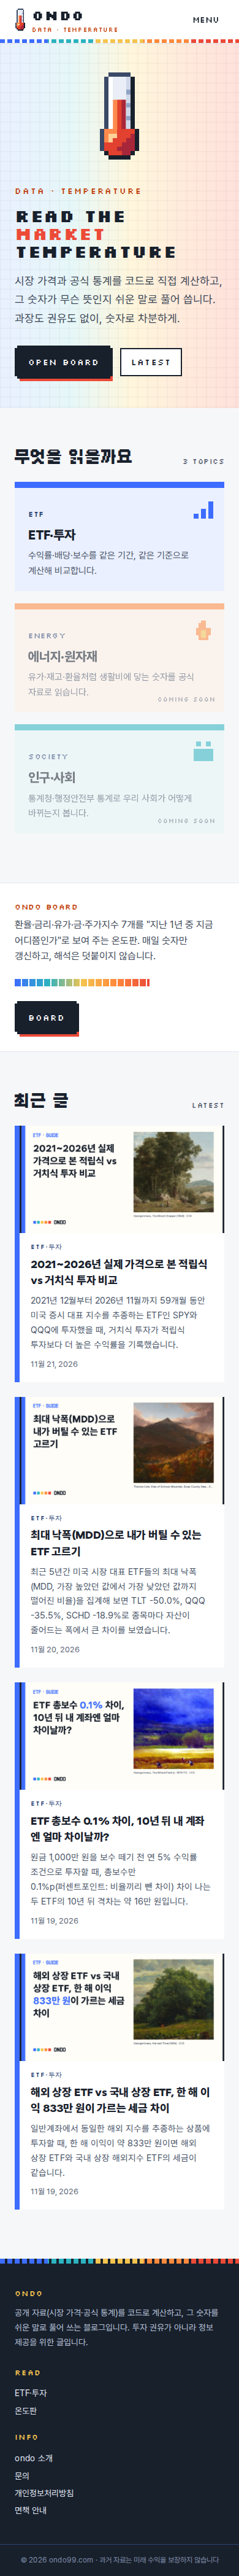 ONDO
DATA · TEMPERATURE
MENU
DATA · TEMPERATURE
READ THE
MARKET
TEMPERATURE
시장 가격과 공식 통계를 코드로 직접 계산하고,
그 숫자가 무슨 뜻인지 쉬운 말로 풀어 씁니다.
과장도 권유도 없이, 숫자로 차분하게.
OPEN BOARD
LATEST
무엇을 읽을까요
3 TOPICS
ETF
ETF·투자
수익률·배당·보수를 같은 기간, 같은 기준으로
계산해 비교합니다.
ENERGY
에너지·원자재
유가·재고·환율처럼 생활비에 닿는 숫자를 공식
자료로 읽습니다.
COMING SOON
SOCIETY
인구·사회
통계청·행정안전부 통계로 우리 사회가 어떻게
바뀌는지 봅니다.
COMING SOON
ONDO BOARD
환율·금리·유가·금·주가지수 7개를 "지난 1년 중 지금
어디쯤인가"로 보여 주는 온도판. 매일 숫자만
갱신하고, 해석은 덧붙이지 않습니다.
BOARD
최근 글
LATEST
ETF · GUIDE
2021~2026년 실제
가격으로 본 적립식 vs
거치식 투자 비교
ONDO
ETF·투자
2021~2026년 실제 가격으로 본 적립식
vs 거치식 투자 비교
2021년 12월부터 2026년 11월까지 59개월 동안
미국 증시 대표 지수를 추종하는 ETF인 SPY와
QQQ에 투자했을 때, 거치식 투자가 적립식
투자보다 더 높은 수익률을 기록했습니다.
11월 21, 2026
ETF · GUIDE
최대 낙폭(MDD)으로
내가 버틸 수 있는 ETF
고르기
ONDO
ETF·투자
최대 낙폭(MDD)으로 내가 버틸 수 있는
ETF 고르기
최근 5년간 미국 시장 대표 ETF들의 최대 낙폭
(MDD, 가장 높았던 값에서 가장 낮았던 값까지
떨어진 비율)을 집계해 보면 TLT -50.0%, QQQ
-35.5%, SCHD -18.9%로 종목마다 자산이
줄어드는 폭에서 큰 차이를 보였습니다.
11월 20, 2026
ETF · GUIDE
ETF 총보수 0.1% 차이,
10년 뒤 내 계좌엔 얼마
차이날까?
ONDO
ETF·투자
ETF 총보수 0.1% 차이, 10년 뒤 내 계좌
엔 얼마 차이날까?
원금 1,000만 원을 보수 떼기 전 연 5% 수익률
조건으로 투자할 때, 총보수만
0.1%p(퍼센트포인트: 비율끼리 뺀 차이) 차이 나는
두 ETF의 10년 뒤 격차는 약 16만 원입니다.
11월 19, 2026
ETF · GUIDE
해외 상장 ETF vs 국내
상장 ETF, 한 해 이익
833만 원이 가르는 세금
차이
ONDO
ETF·투자
해외 상장 ETF vs 국내 상장 ETF, 한 해 이
익 833만 원이 가르는 세금 차이
일반계좌에서 동일한 해외 지수를 추종하는 상품에
투자할 때, 한 해 이익이 약 833만 원이면 해외
상장 ETF와 국내 상장 해외지수 ETF의 세금이
같습니다.
11월 19, 2026
ONDO
공개 자료(시장 가격·공식 통계)를 코드로 계산하고, 그 숫자를
쉬운 말로 풀어 쓰는 블로그입니다. 투자 권유가 아니라 정보
제공을 위한 글입니다.
READ
ETF·투자
온도판
INFO
ondo 소개
문의
개인정보처리방침
면책 안내
© 2026 ondo99.com · 과거 자료는 미래 수익을 보장하지 않습니다